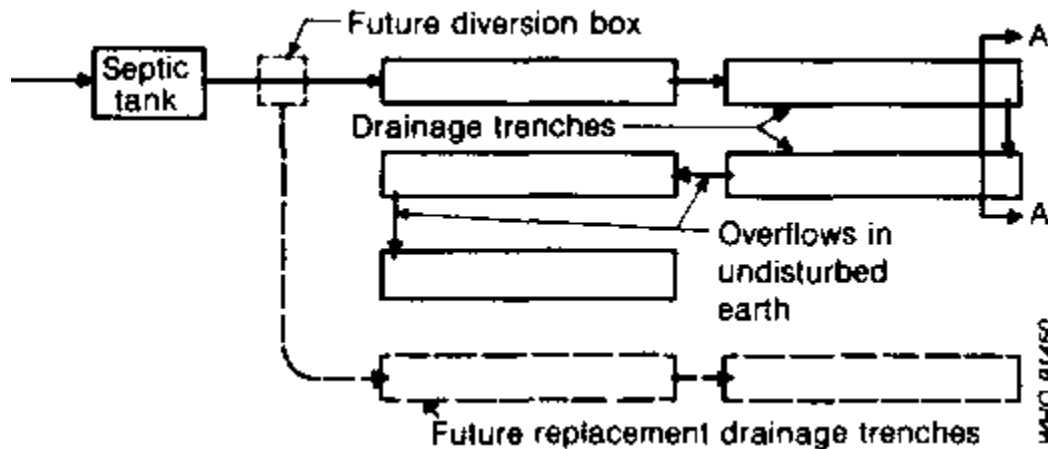 Future diversion box
A
Septic
tank
Drainage trenches
A
Overflows in
undisturbed
earth
Future replacement drainage trenches